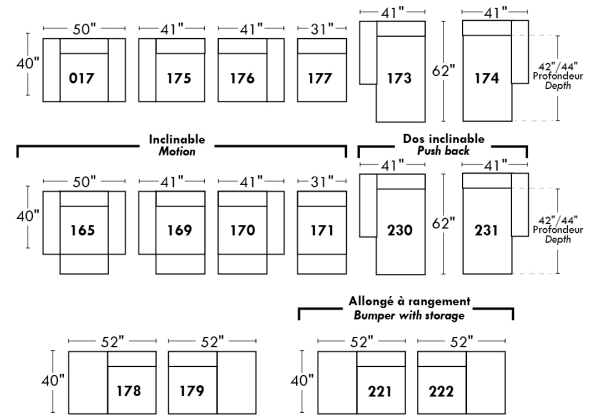 50" 41" 41" 31" 41" 41"
40" 017 175 176 177 173 62" 174 42"/44"
Profondeur
Depth
Inclinable
Motion
Dos inclinable
Push back
50" 41" 41" 31" 41" 41"
40" 165 169 170 171 230 62" 231 42"/44"
Profondeur
Depth
Allongé à rangement
Bumper with storage
52" 52" 52" 52"
40" 178 179 40" 221 222